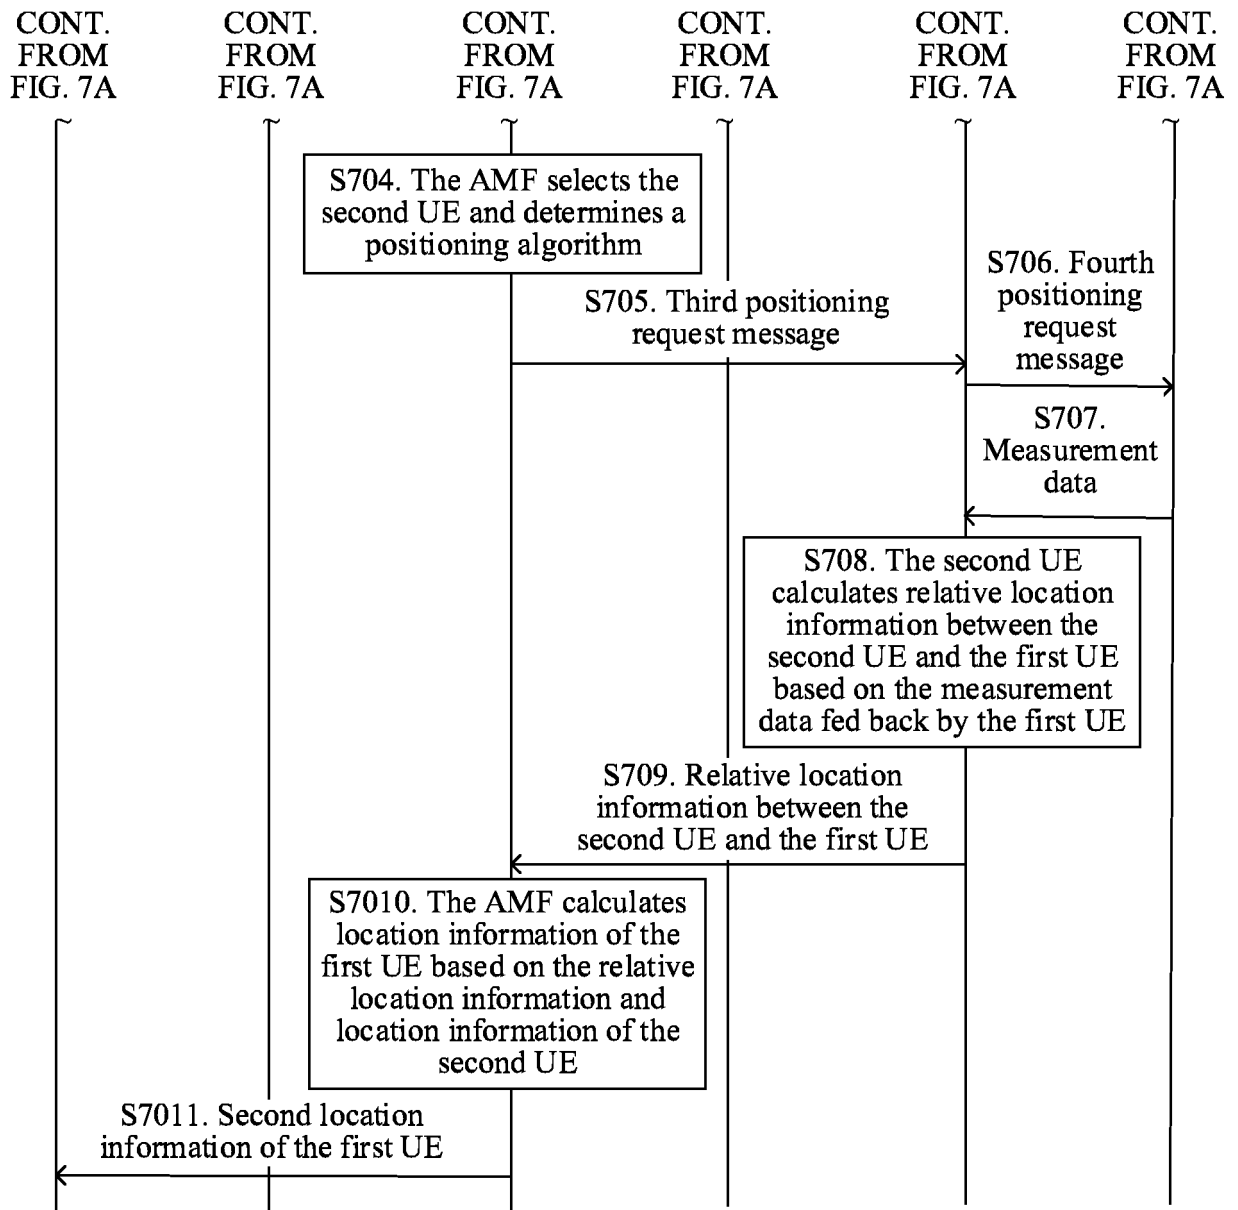 CONT.
FROM
FIG. 7A
CONT.
FROM
FIG. 7A
CONT.
FROM
FIG. 7A
CONT.
FROM
FIG. 7A
CONT.
FROM
FIG. 7A
CONT.
FROM
FIG. 7A
S704. The AMF selects the
second UE and determines a
positioning algorithm
S705. Third positioning
request message
S706. Fourth
positioning
request
message
S707.
Measurement
data
S708. The second UE
calculates relative location
information between the
second UE and the first UE
based on the measurement
data fed back by the first UE
S709. Relative location
information between the
second UE and the first UE
S7010. The AMF calculates
location information of the
first UE based on the relative
location information and
location information of the
second UE
S7011. Second location
information of the first UE